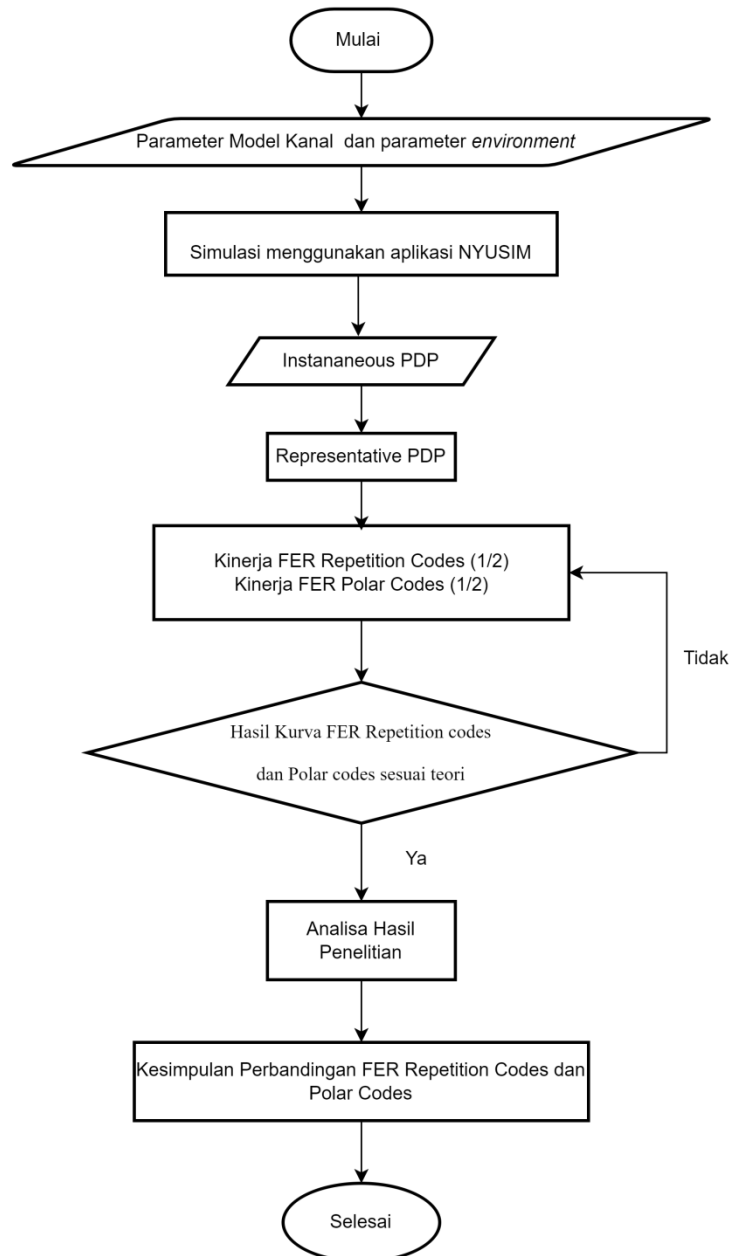 Mulai
Parameter Model Kanal dan parameter environment
Simulasi menggunakan aplikasi NYUSIM
Instananeous PDP
Representative PDP
Kinerja FER Repetition Codes (1/2)
Kinerja FER Polar Codes (1/2)
Tidak
Hasil Kurva FER Repetition codes
dan Polar codes sesuai teori
Ya
Analisa Hasil
Penelitian
Kesimpulan Perbandingan FER Repetition Codes dan
Polar Codes
Selesai